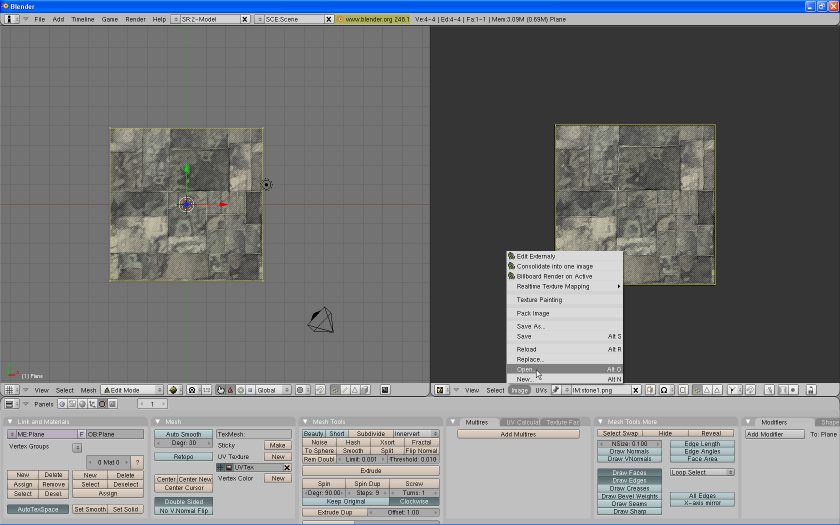 Blender
File Add Timeline Game Render Help SR:2-Model SCE:Scene www.blender.org 246.1 Ve:4-4 | Ed:4-4 | Fa:1-1 | Mem:3.09M (0.69M) Plane
Edit Externaly
Consolidate into one image
Billboard Render on Active
Realtime Texture Mapping
Texture Painting
Pack Image
Save As...
Save Alt S
Reload Alt R
Replace...
Open... Alt O
New... Alt N
(1) Plane
View Select Mesh Edit Mode Global View Select Image UVs IM:stone1.png
Panels 1
Link and Materials Mesh Mesh Tools Multires UV Calculat Texture Fac Mesh Tools More Modifiers Shape
ME:Plane F OB:Plane
Vertex Groups
0 Mat 0 ?
New Delete New Delete
Assign Remove Select Deselect
Select Desel. Assign
AutoTexSpace Set Smooth Set Solid
Auto Smooth TexMesh:
Degr: 30 Sticky Make
Retopo UV Texture New
UVTex
Center Center New Vertex Color New
Center Cursor
Double Sided
No V.Normal Flip
Beauty Short Subdivide Innervert
Noise Hash Xsort Fractal
To Sphere Smooth Split Flip Normal
Rem Doubl Limit: 0.001 Threshold: 0.010
Extrude
Spin Spin Dup Screw
Degr: 90.00 Steps: 9 Turns: 1
Keep Original Clockwise
Extrude Dup Offset: 1.00
Add Multires
Select Swap Hide Reveal
NSize: 0.100 Edge Length
Draw Normals Edge Angles
Draw VNormals Face Area
Draw Faces Loop Select
Draw Edges
Draw Creases
Draw Bevel Weights All Edges
Draw Seams X-axis mirror
Draw Sharp
Add Modifier To: Plane